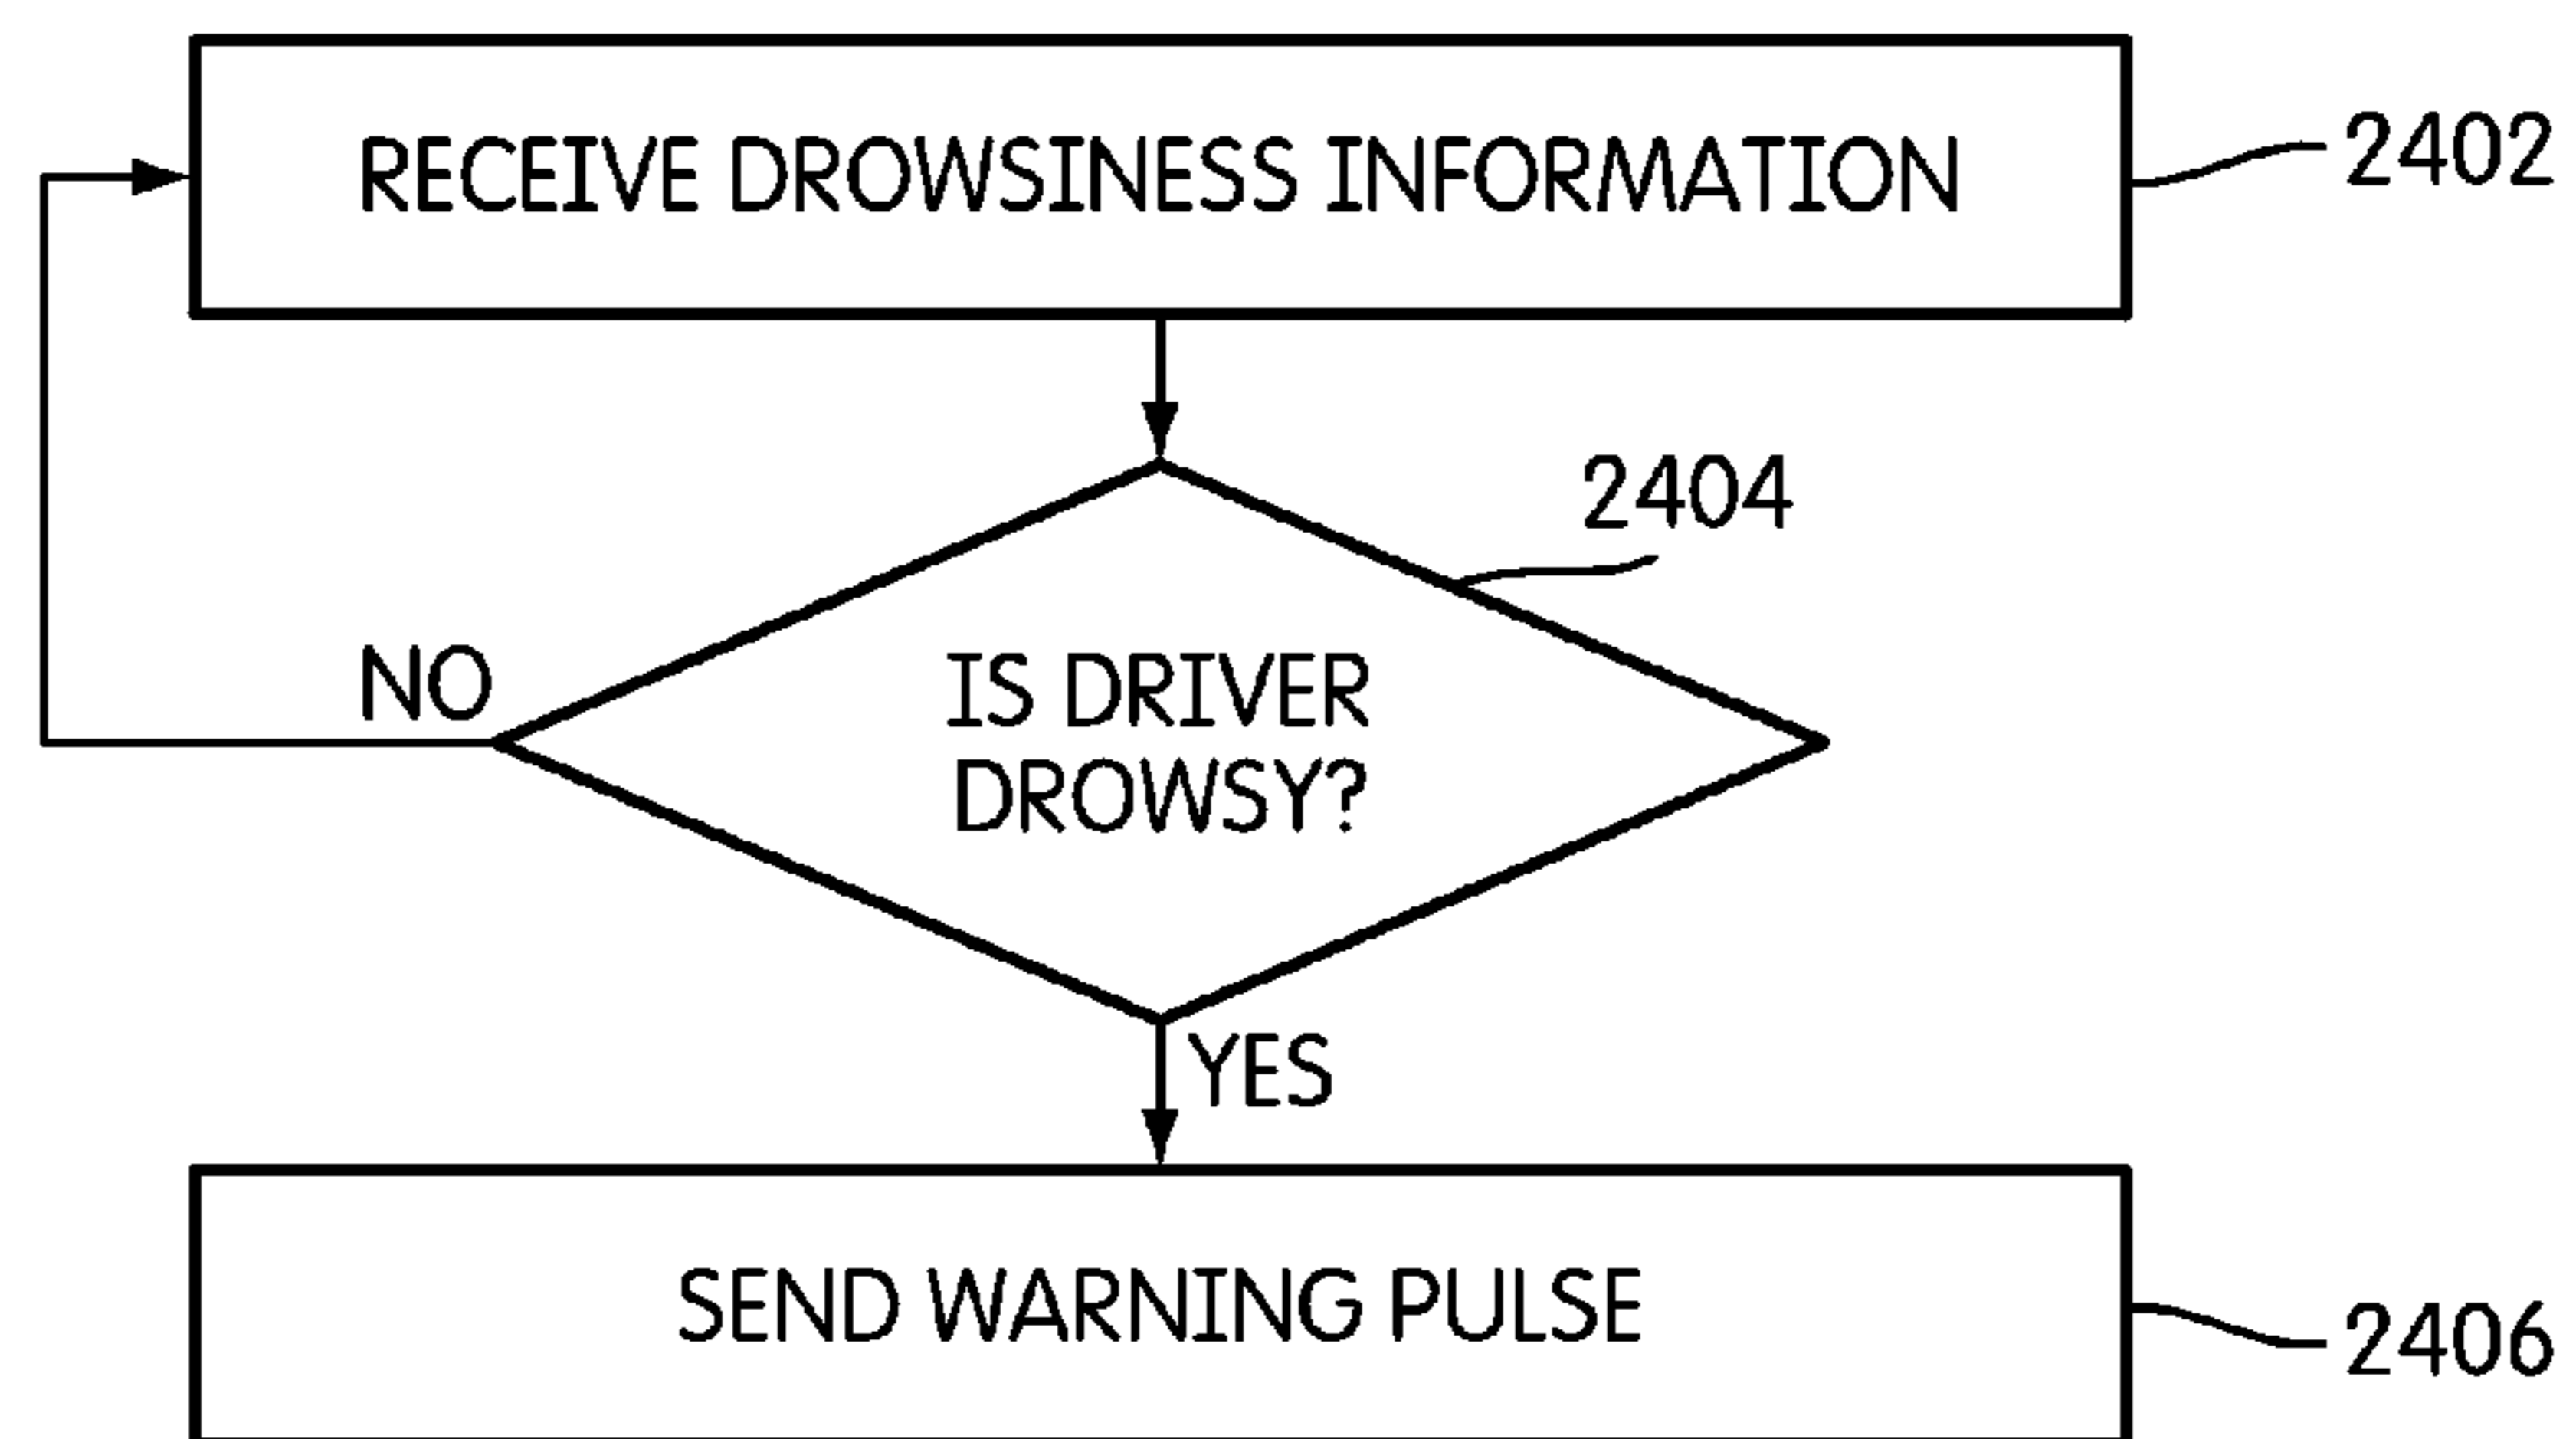 RECEIVE DROWSINESS INFORMATION
2402
2404
IS DRIVER
DROWSY?
NO
YES
SEND WARNING PULSE
2406